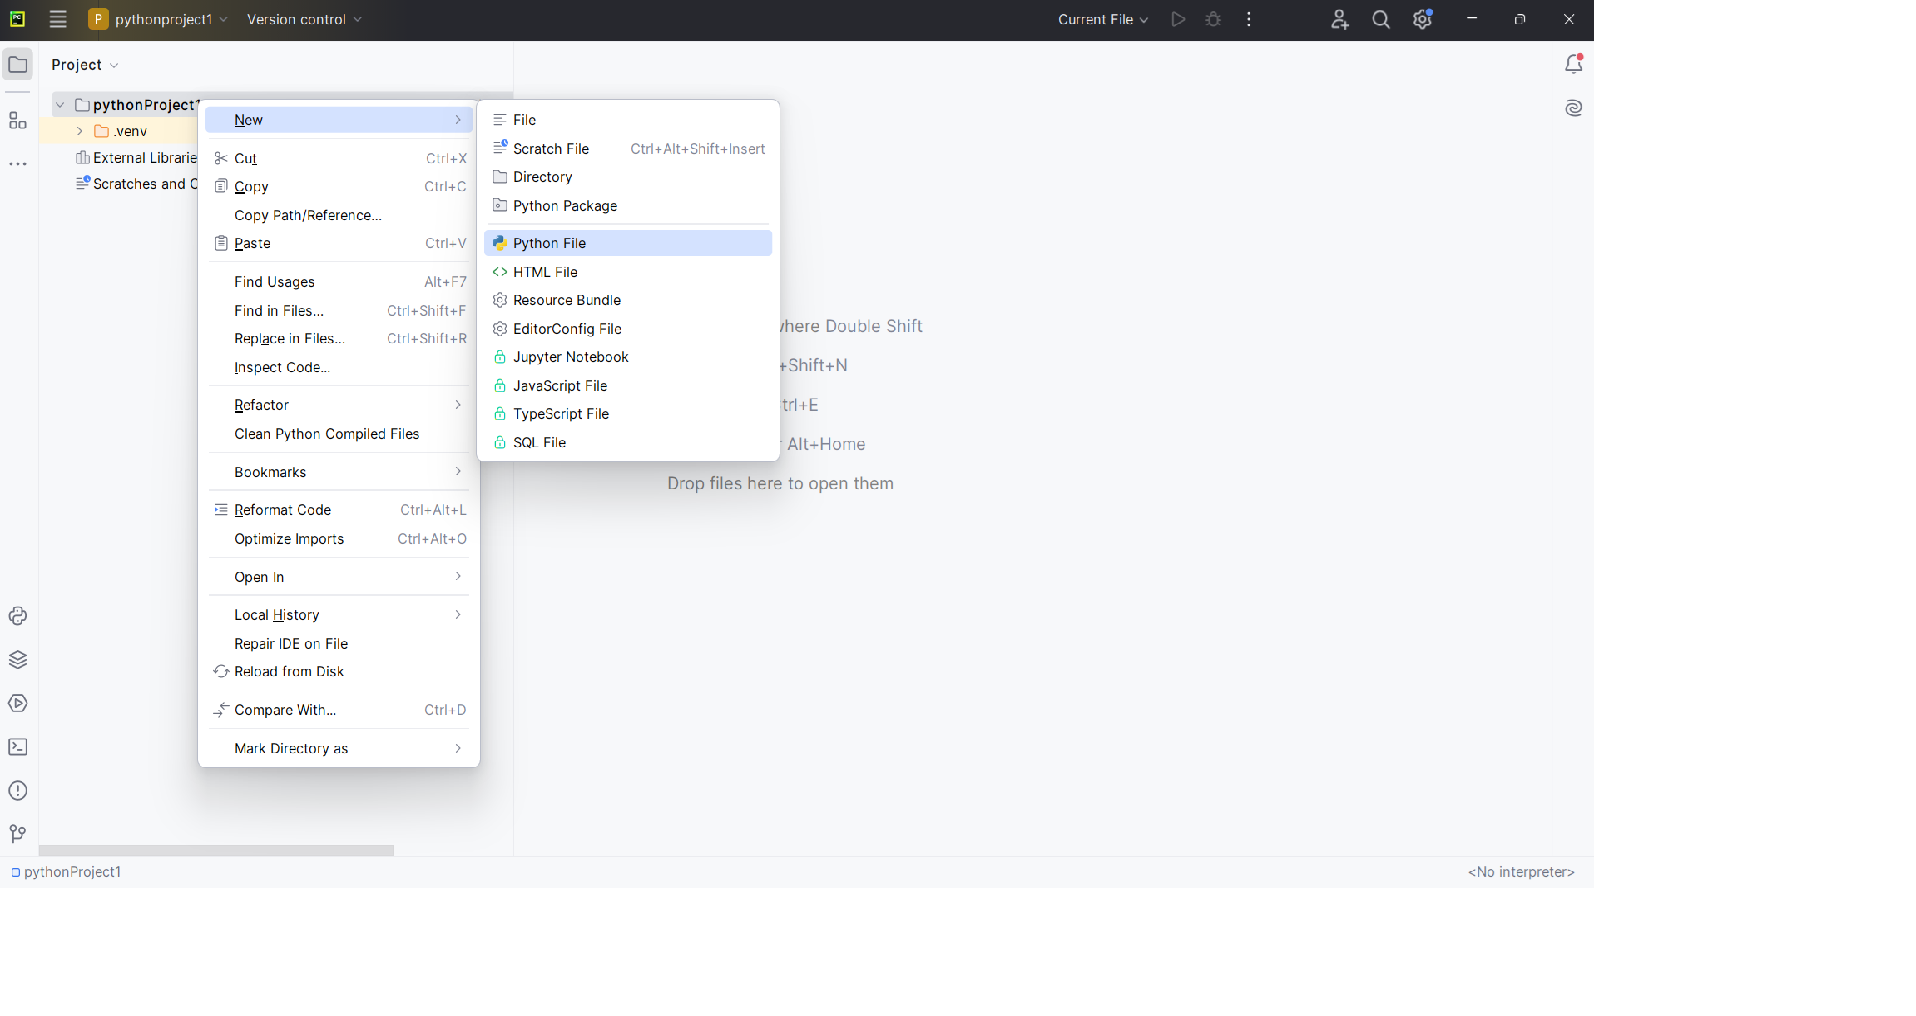 PC
P pythonproject1 Version control Current File
Project
pythonProject1
.venv
External Librarie
Scratches and C
New
Cut Ctrl+X
Copy Ctrl+C
Copy Path/Reference...
Paste Ctrl+V
Find Usages Alt+F7
Find in Files... Ctrl+Shift+F
Replace in Files... Ctrl+Shift+R
Inspect Code...
Refactor
Clean Python Compiled Files
Bookmarks
Reformat Code Ctrl+Alt+L
Optimize Imports Ctrl+Alt+O
Open In
Local History
Repair IDE on File
Reload from Disk
Compare With... Ctrl+D
Mark Directory as
File
Scratch File Ctrl+Alt+Shift+Insert
Directory
Python Package
Python File
HTML File
Resource Bundle
EditorConfig File
Jupyter Notebook
JavaScript File
TypeScript File
SQL File
where Double Shift
+Shift+N
trl+E
Alt+Home
Drop files here to open them
pythonProject1 <No interpreter>